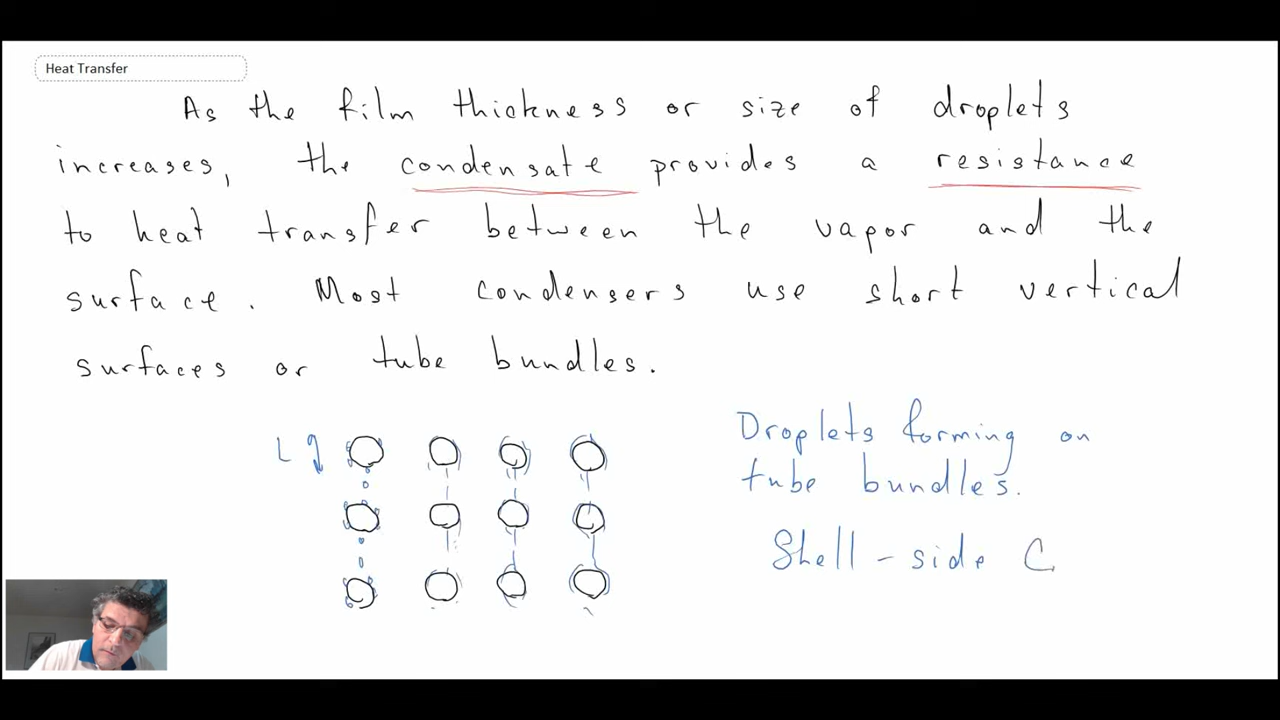 Heat Transfer
As the film thickness or size of droplets
increases, the condensate provides a resistance
to heat transfer between the vapor and the
surface. Most condensers use short vertical
surfaces or tube bundles.
Droplets forming on
tube bundles.
Shell - side C